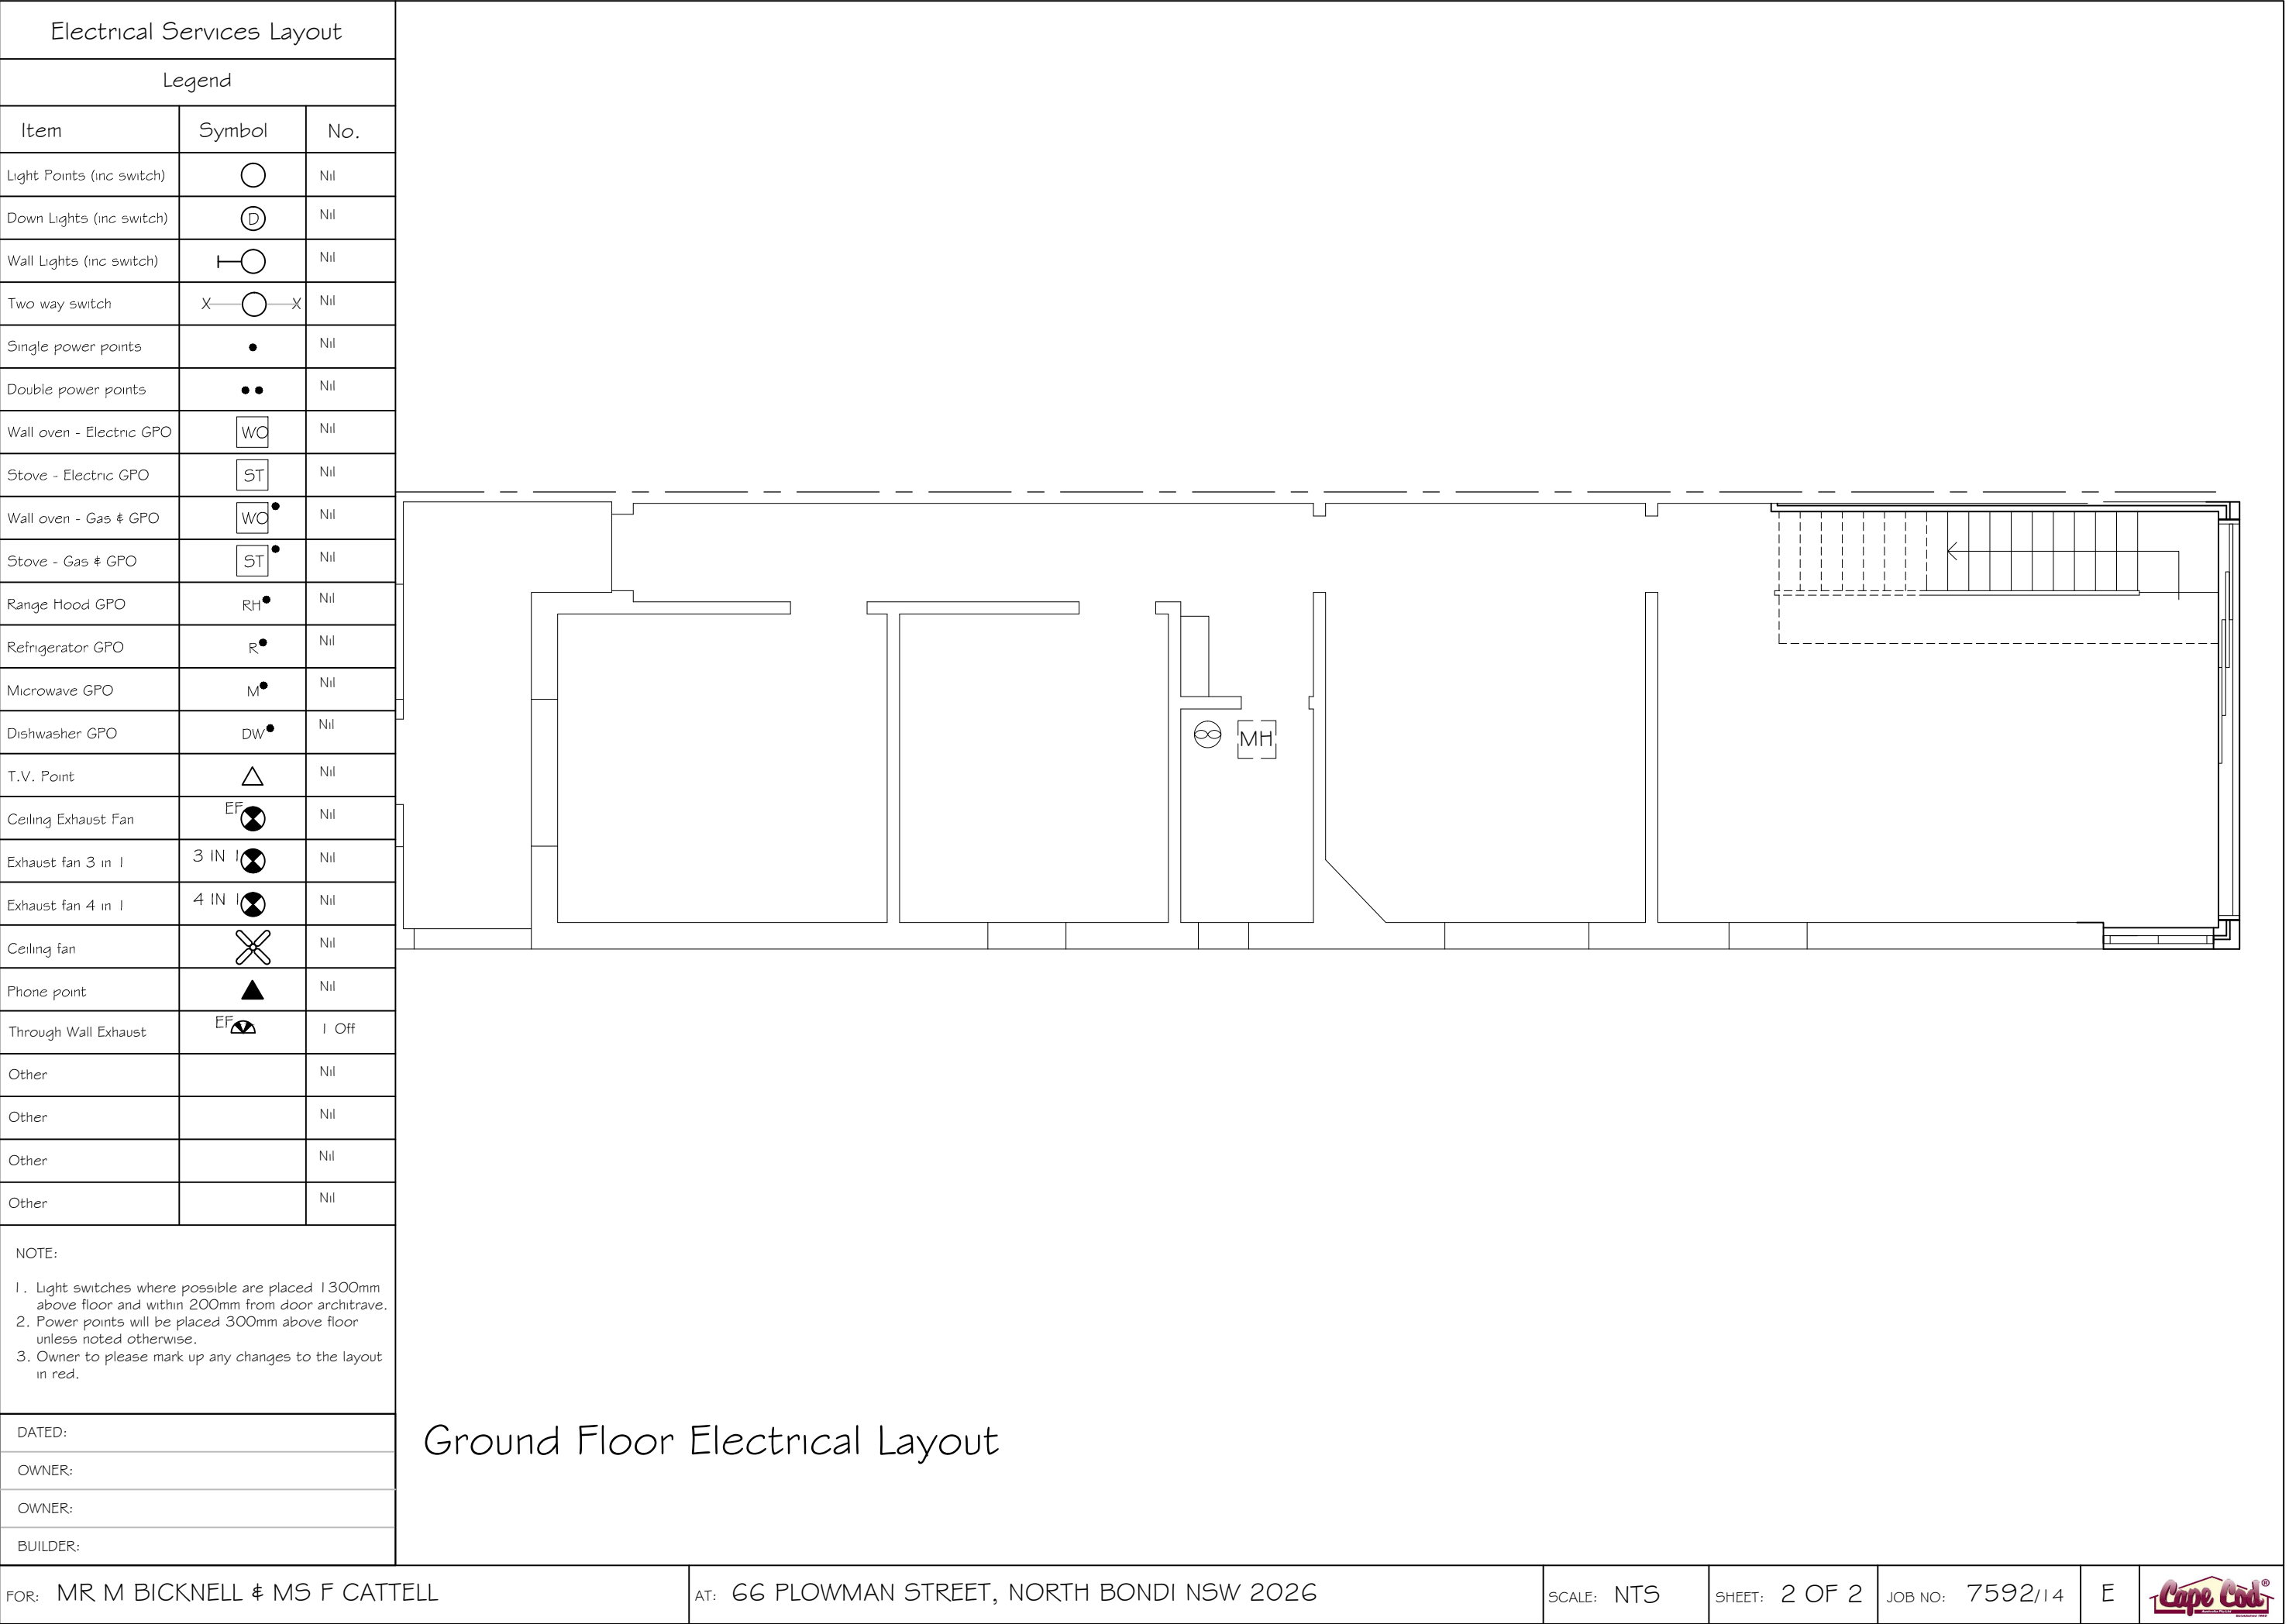 Electrical Services Layout
Legend
Item Symbol No.
Light Points (inc switch) Nil
Down Lights (inc switch) D Nil
Wall Lights (inc switch) Nil
Two way switch X X Nil
Single power points Nil
Double power points Nil
Wall oven - Electric GPO WO Nil
Stove - Electric GPO ST Nil
Wall oven - Gas & GPO WO Nil
Stove - Gas & GPO ST Nil
Range Hood GPO RH Nil
Refrigerator GPO R Nil
Microwave GPO M Nil
Dishwasher GPO DW Nil
T.V. Point Nil
Ceiling Exhaust Fan EF Nil
Exhaust fan 3 in 1 3 IN 1 Nil
Exhaust fan 4 in 1 4 IN 1 Nil
Ceiling fan Nil
Phone point Nil
Through Wall Exhaust EF 1 Off
Other Nil
Other Nil
Other Nil
Other Nil
NOTE:
1. Light switches where possible are placed 1300mm
above floor and within 200mm from door architrave.
2. Power points will be placed 300mm above floor
unless noted otherwise.
3. Owner to please mark up any changes to the layout
in red.
DATED:
OWNER:
OWNER:
BUILDER:
MH
Ground Floor Electrical Layout
FOR: MR M BICKNELL & MS F CATTELL
AT: 66 PLOWMAN STREET, NORTH BONDI NSW 2026
SCALE: NTS
SHEET: 2 OF 2
JOB NO: 7592/14
E
Cape Cod®